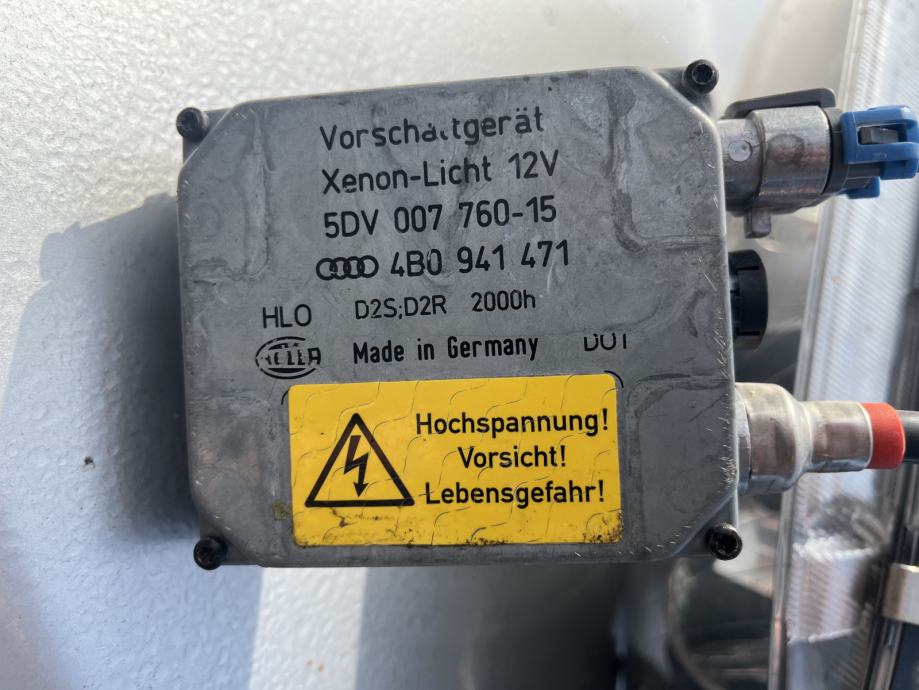 Vorschaltgerät
Xenon-Licht 12V
5DV 007 760-15
4B0 941 471
HLO D2S;D2R 2000h
HELLA Made in Germany DOT
Hochspannung!
Vorsicht!
Lebensgefahr!